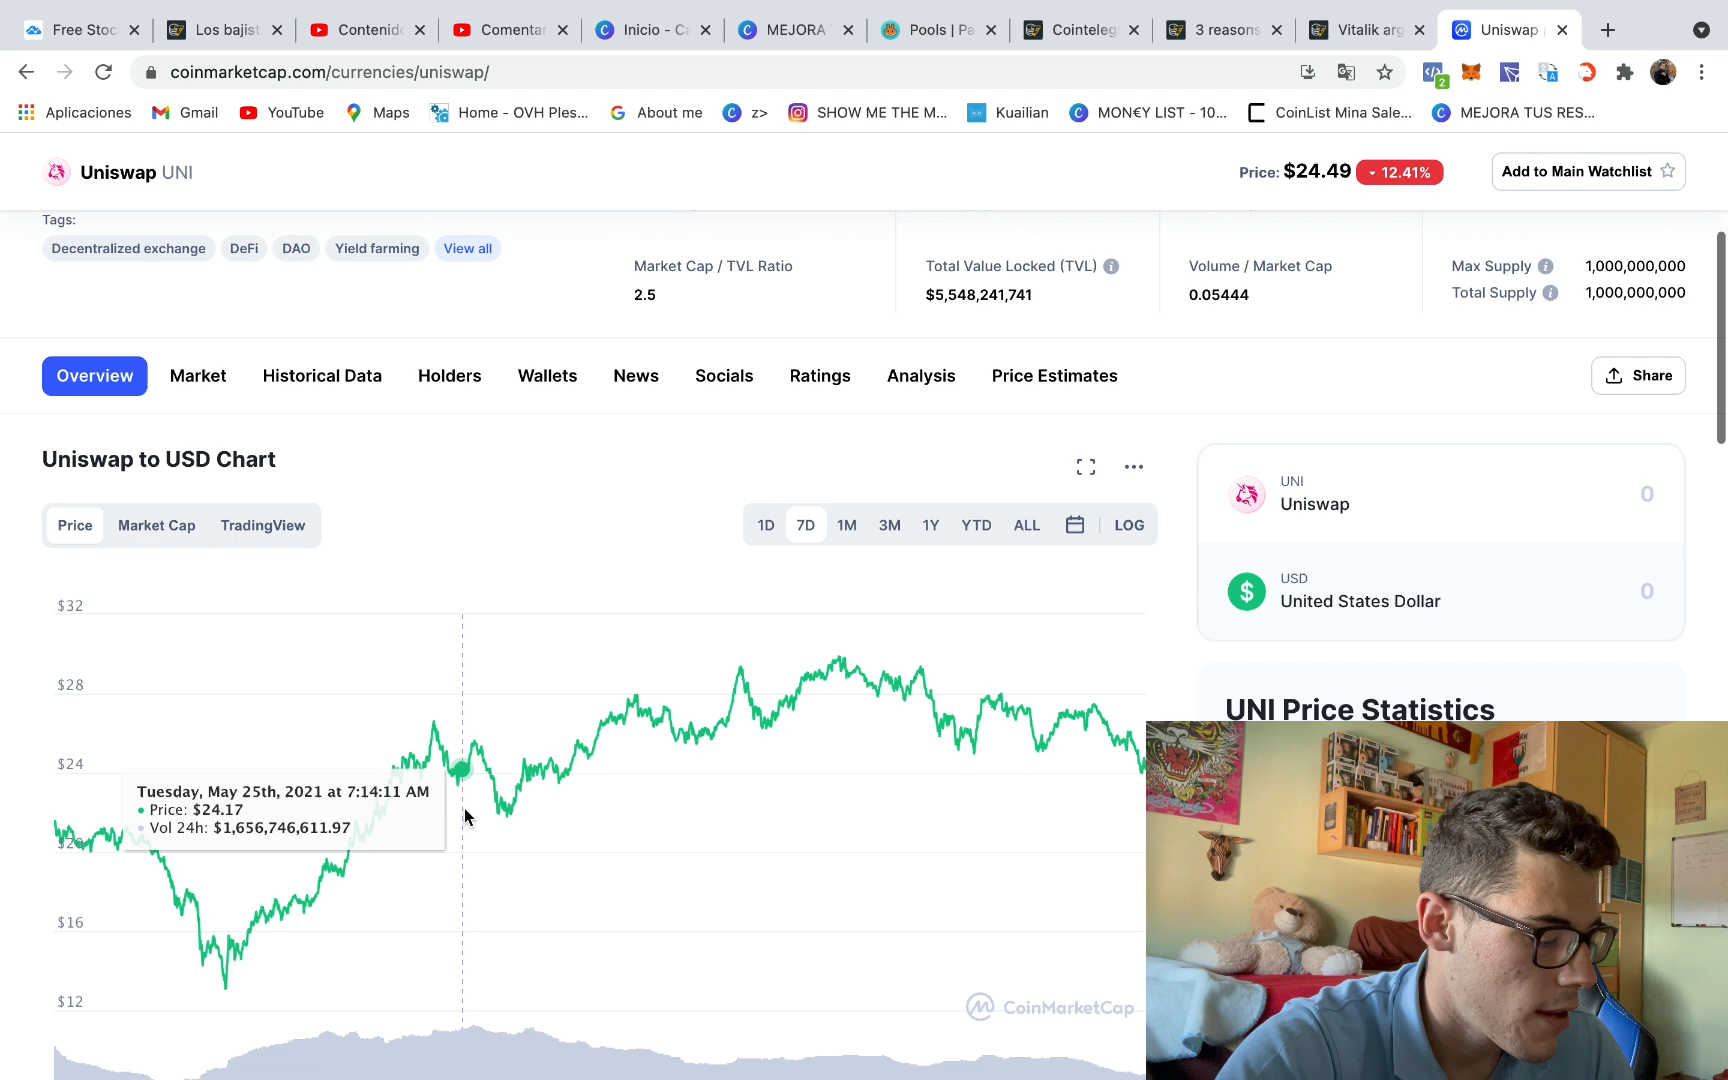 Free Stoc
Los bajist
Contenido
Comentar
Inicio - Ca
MEJORA
Pools | Pa
Cointeleg
3 reasons
Vitalik arg
Uniswap p
coinmarketcap.com/currencies/uniswap/
2
Aplicaciones
Gmail
YouTube
Maps
Home - OVH Ples...
About me
z>
SHOW ME THE M...
Kuailian
MON€Y LIST - 10...
CoinList Mina Sale...
MEJORA TUS RES...
Uniswap UNI
Price: $24.49 12.41%
Add to Main Watchlist
Tags:
Decentralized exchange
DeFi
DAO
Yield farming
View all
Market Cap / TVL Ratio
2.5
Total Value Locked (TVL)
$5,548,241,741
Volume / Market Cap
0.05444
Max Supply 1,000,000,000
Total Supply 1,000,000,000
Overview
Market
Historical Data
Holders
Wallets
News
Socials
Ratings
Analysis
Price Estimates
Share
Uniswap to USD Chart
Price
Market Cap
TradingView
1D
7D
1M
3M
1Y
YTD
ALL
LOG
$32
$28
$24
$20
$16
$12
Tuesday, May 25th, 2021 at 7:14:11 AM
Price: $24.17
Vol 24h: $1,656,746,611.97
CoinMarketCap
UNI
Uniswap
0
USD
United States Dollar
0
UNI Price Statistics